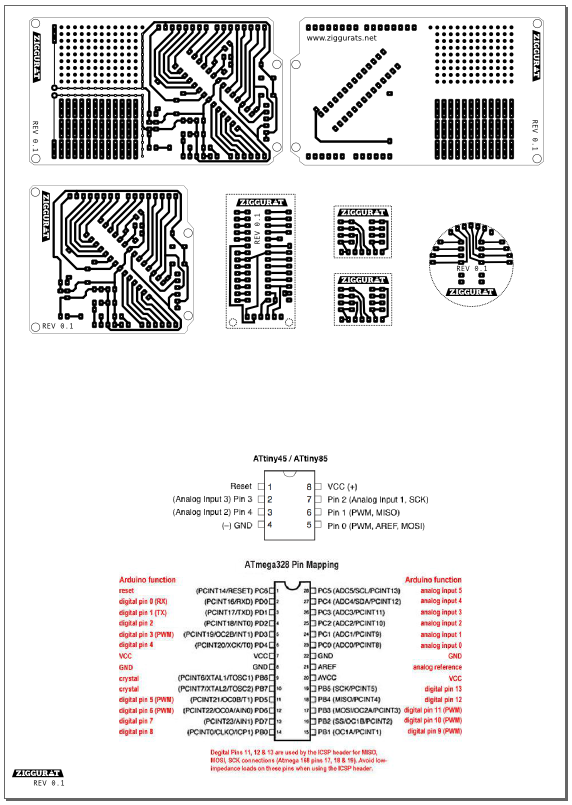 ZIGGURAT
REV 0.1
www.ziggurats.net
ZIGGURAT
REV 0.1
ZIGGURAT
REV 0.1
ZIGGURAT
REV 0.1
ZIGGURAT
ZIGGURAT
REV 0.1
ZIGGURAT
ATtiny45 / ATtiny85
Reset 1 8 VCC (+)
(Analog Input 3) Pin 3 2 7 Pin 2 (Analog Input 1, SCK)
(Analog Input 2) Pin 4 3 6 Pin 1 (PWM, MISO)
(–) GND 4 5 Pin 0 (PWM, AREF, MOSI)
ATmega328 Pin Mapping
Arduino function Arduino function
reset (PCINT14/RESET) PC6 1 28 PC5 (ADC5/SCL/PCINT13) analog input 5
digital pin 0 (RX) (PCINT16/RXD) PD0 2 27 PC4 (ADC4/SDA/PCINT12) analog input 4
digital pin 1 (TX) (PCINT17/TXD) PD1 3 26 PC3 (ADC3/PCINT11) analog input 3
digital pin 2 (PCINT18/INT0) PD2 4 25 PC2 (ADC2/PCINT10) analog input 2
digital pin 3 (PWM) (PCINT19/OC2B/INT1) PD3 5 24 PC1 (ADC1/PCINT9) analog input 1
digital pin 4 (PCINT20/XCK/T0) PD4 6 23 PC0 (ADC0/PCINT8) analog input 0
VCC VCC 7 22 GND GND
GND GND 8 21 AREF analog reference
crystal (PCINT6/XTAL1/TOSC1) PB6 9 20 AVCC VCC
crystal (PCINT7/XTAL2/TOSC2) PB7 10 19 PB5 (SCK/PCINT5) digital pin 13
digital pin 5 (PWM) (PCINT21/OC0B/T1) PD5 11 18 PB4 (MISO/PCINT4) digital pin 12
digital pin 6 (PWM) (PCINT22/OC0A/AIN0) PD6 12 17 PB3 (MOSI/OC2A/PCINT3) digital pin 11 (PWM)
digital pin 7 (PCINT23/AIN1) PD7 13 16 PB2 (SS/OC1B/PCINT2) digital pin 10 (PWM)
digital pin 8 (PCINT0/CLKO/ICP1) PB0 14 15 PB1 (OC1A/PCINT1) digital pin 9 (PWM)
Degital Pins 11, 12 & 13 are used by the ICSP header for MISO,
MOSI, SCK connections (Atmega 168 pins 17, 18 & 19). Avoid low-
impedance loads on these pins when using the ICSP header.
ZIGGURAT
REV 0.1